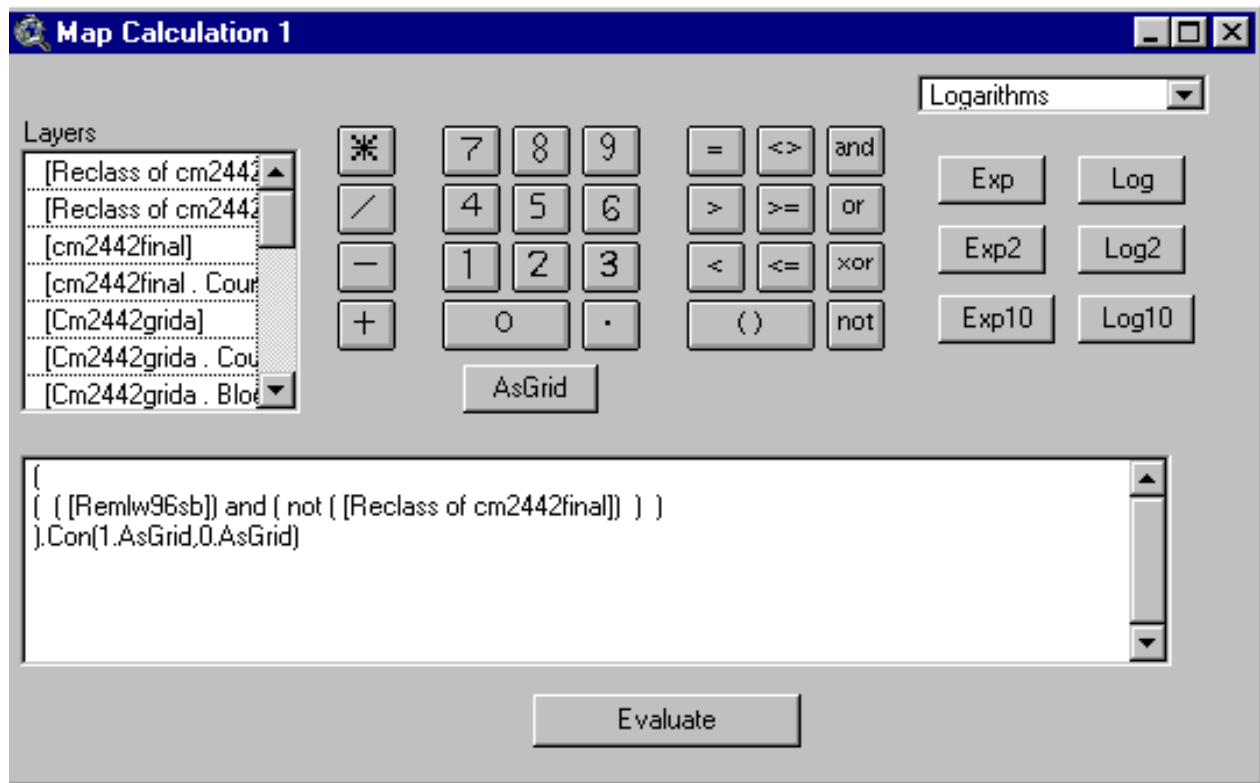 Map Calculation 1
Logarithms
Layers
[Reclass of cm2442
[Reclass of cm2442
[cm2442final]
[cm2442final . Cour
[Cm2442grida]
[Cm2442grida . Cou
[Cm2442grida . Bloc
* 7 8 9 = <> and
/ 4 5 6 > >= or
- 1 2 3 < <= xor
+ 0 . ( ) not
AsGrid
Exp Log
Exp2 Log2
Exp10 Log10
(
( ( [Remlw96sb]) and ( not ( [Reclass of cm2442final]) ) )
).Con(1.AsGrid,0.AsGrid)
Evaluate